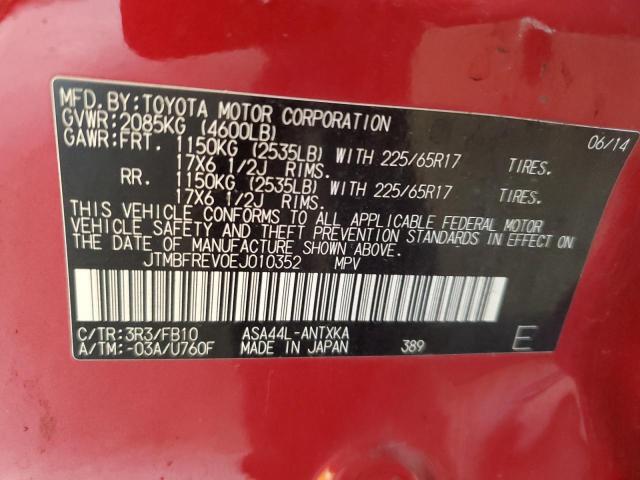 MFD.BY:TOYOTA MOTOR CORPORATION
GVWR:2085KG (4600LB) 06/14
GAWR:FRT. 1150KG (2535LB) WITH 225/65R17 TIRES.
17X6 1/2J RIMS.
RR. 1150KG (2535LB) WITH 225/65R17 TIRES.
17X6 1/2J RIMS.
THIS VEHICLE CONFORMS TO ALL APPLICABLE FEDERAL MOTOR
VEHICLE SAFETY AND THEFT PREVENTION STANDARDS IN EFFECT ON
THE DATE OF MANUFACTURE SHOWN ABOVE.
JTMBFREV0EJ010352 MPV
C/TR:3R3/FB10 ASA44L-ANTXKA
A/TM:-03A/U760F MADE IN JAPAN 389 E